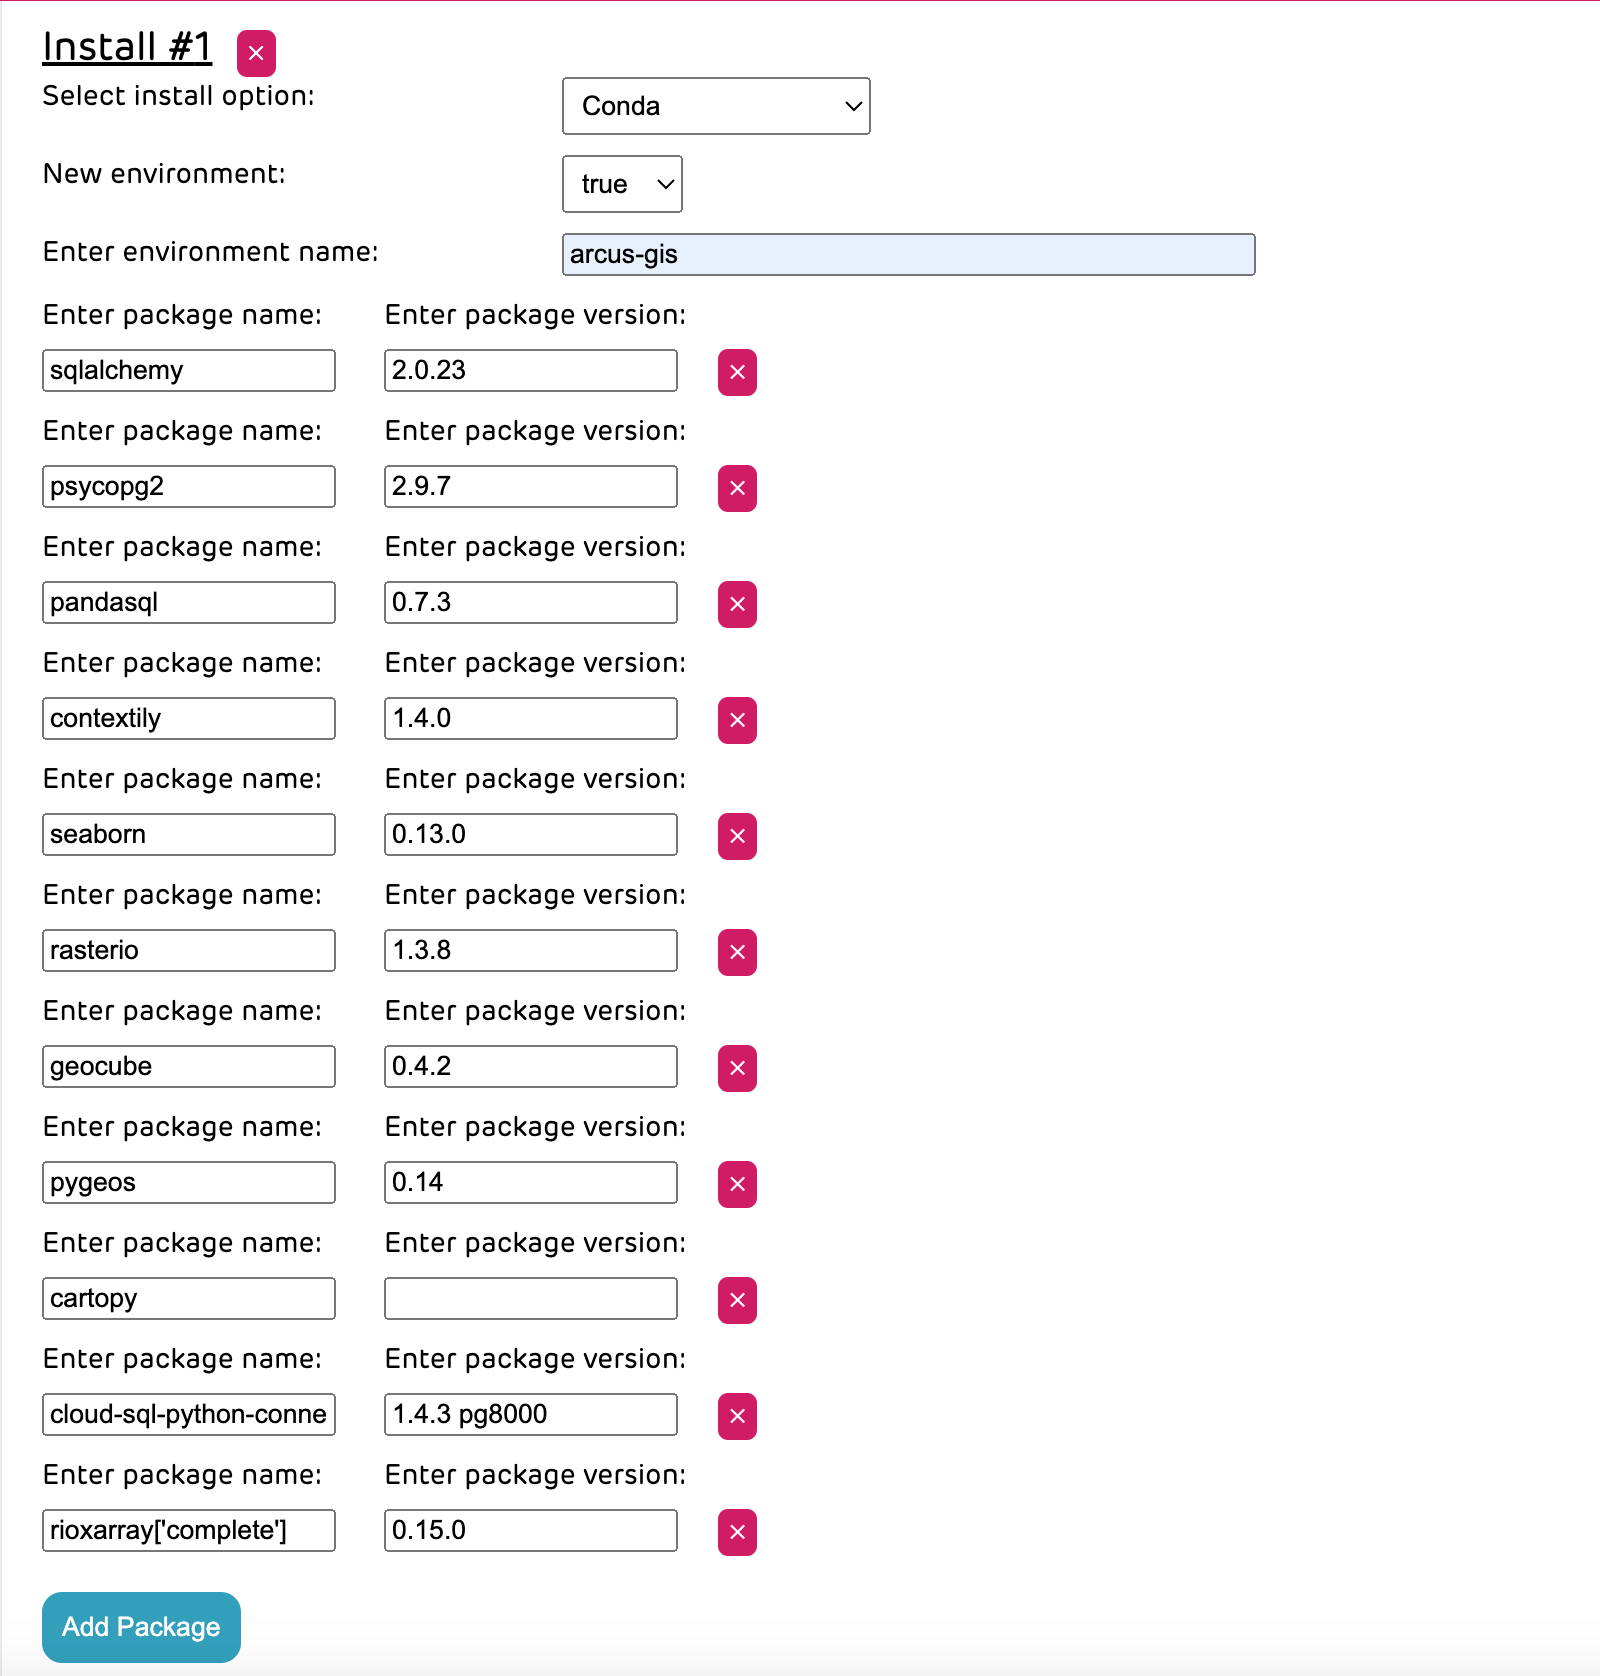 Install #1
Select install option: Conda
New environment: true
Enter environment name: arcus-gis
Enter package name: Enter package version:
sqlalchemy 2.0.23
Enter package name: Enter package version:
psycopg2 2.9.7
Enter package name: Enter package version:
pandasql 0.7.3
Enter package name: Enter package version:
contextily 1.4.0
Enter package name: Enter package version:
seaborn 0.13.0
Enter package name: Enter package version:
rasterio 1.3.8
Enter package name: Enter package version:
geocube 0.4.2
Enter package name: Enter package version:
pygeos 0.14
Enter package name: Enter package version:
cartopy
Enter package name: Enter package version:
cloud-sql-python-conne 1.4.3 pg8000
Enter package name: Enter package version:
rioxarray['complete'] 0.15.0
Add Package